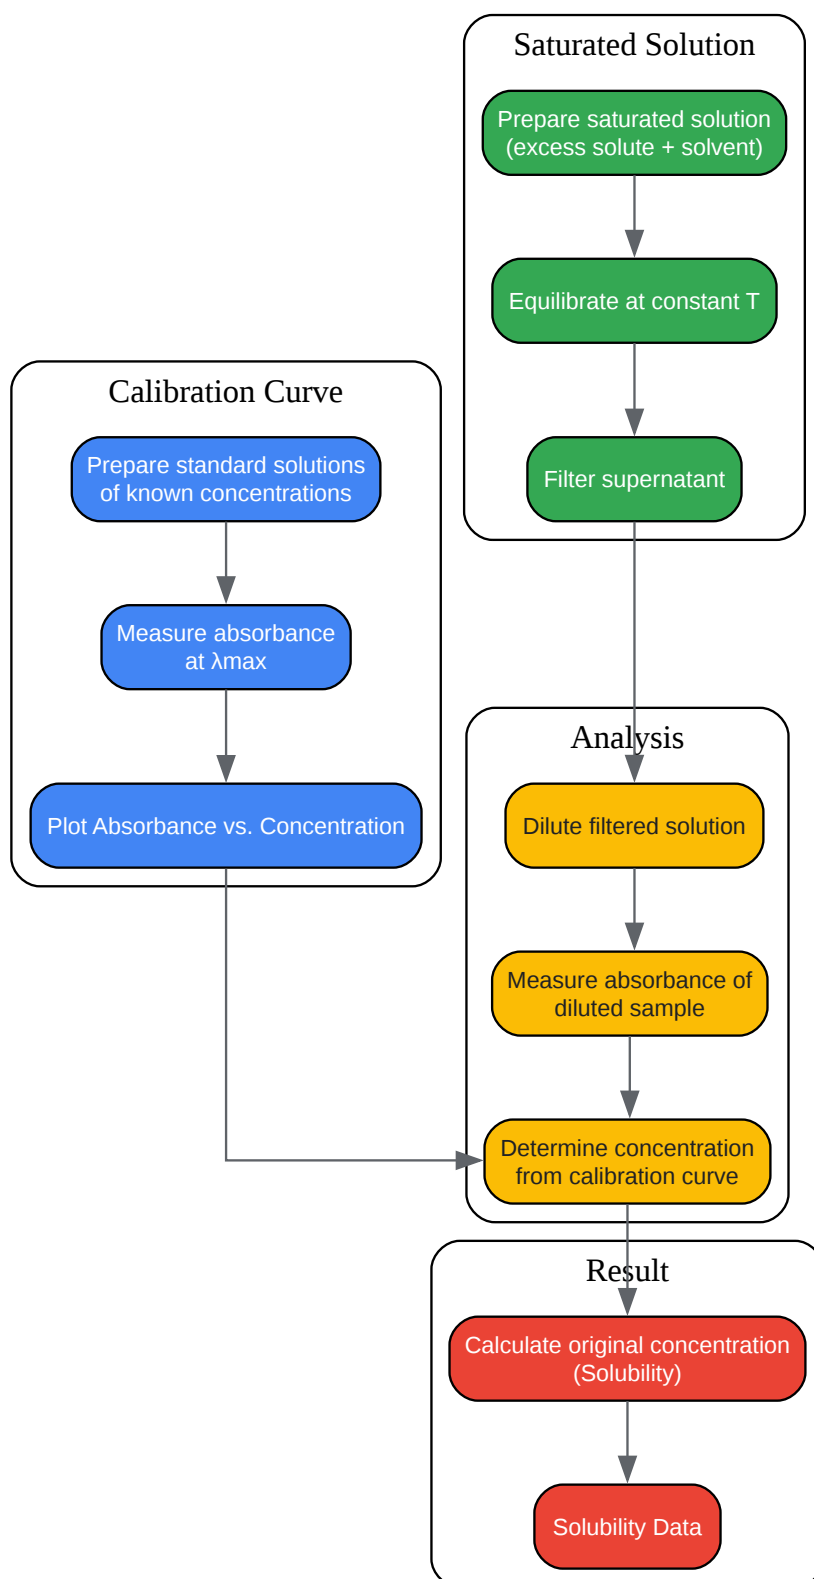 Saturated Solution
Prepare saturated solution
(excess solute + solvent)
Equilibrate at constant T
Filter supernatant
Calibration Curve
Prepare standard solutions
of known concentrations
Measure absorbance
at λmax
Plot Absorbance vs. Concentration
Analysis
Dilute filtered solution
Measure absorbance of
diluted sample
Determine concentration
from calibration curve
Result
Calculate original concentration
(Solubility)
Solubility Data